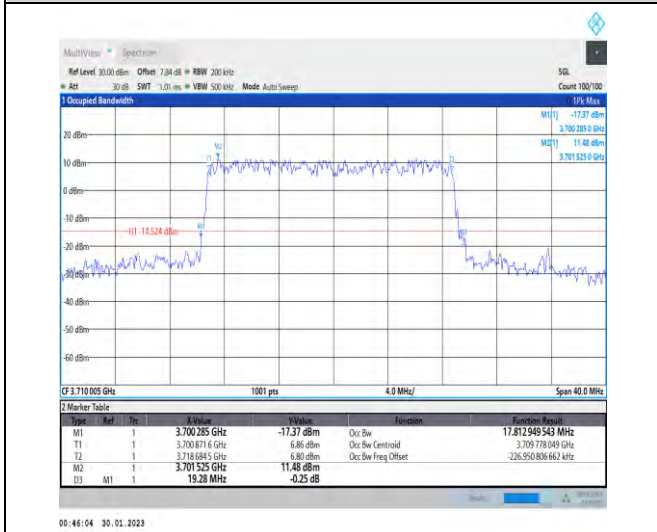 MultiView Spectrum
Ref Level 30.00 dBm Offset 7.84 dB RBW 200 kHz SGL
Att 30 dB SWT 1.01 ms VBW 500 kHz Mode Auto Sweep Count 100/100
1 Occupied Bandwidth 1Pk Max
M1[1] -17.37 dBm
3.700 285 0 GHz
M2[1] 11.48 dBm
3.701 525 0 GHz
20 dBm
M2
T1 T2
10 dBm
0 dBm
-10 dBm
M1
H1 -14.524 dBm
-20 dBm
-30 dBm
-40 dBm
-50 dBm
-60 dBm
CF 3.710 005 GHz 1001 pts 4.0 MHz/ Span 40.0 MHz
2 Marker Table
Type Ref Trc X-Value Y-Value Function Function Result
M1 1 3.700 285 GHz -17.37 dBm Occ Bw 17.812 949 543 MHz
T1 1 3.700 871 6 GHz 6.86 dBm Occ Bw Centroid 3.709 778 049 GHz
T2 1 3.718 684 5 GHz 6.80 dBm Occ Bw Freq Offset -226.950 806 662 kHz
M2 1 3.701 525 GHz 11.48 dBm
D3 M1 1 19.28 MHz -0.25 dB
00:46:04 30.01.2023